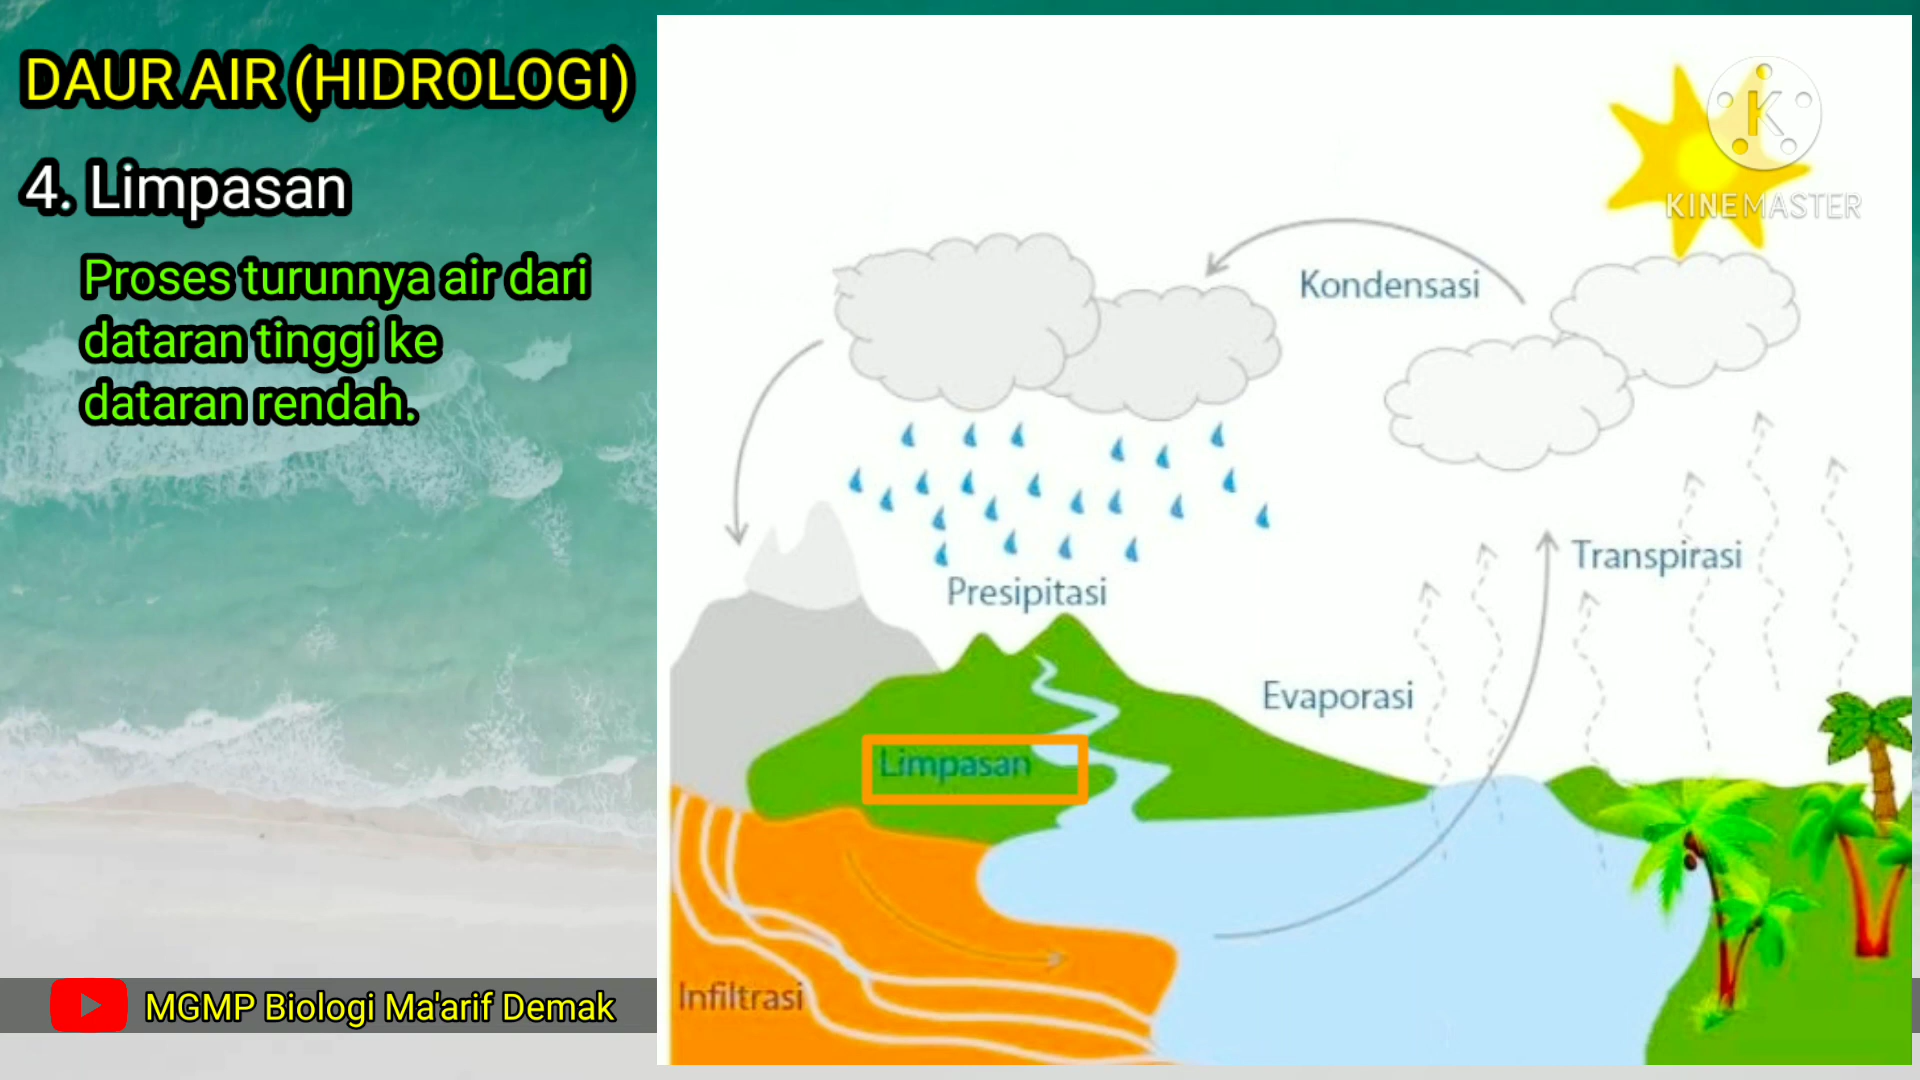 DAUR AIR (HIDROLOGI)
4. Limpasan
Proses turunnya air dari
dataran tinggi ke
dataran rendah.
MGMP Biologi Ma'arif Demak
K
KINEMASTER
Kondensasi
Transpirasi
Presipitasi
Evaporasi
Limpasan
Infiltrasi